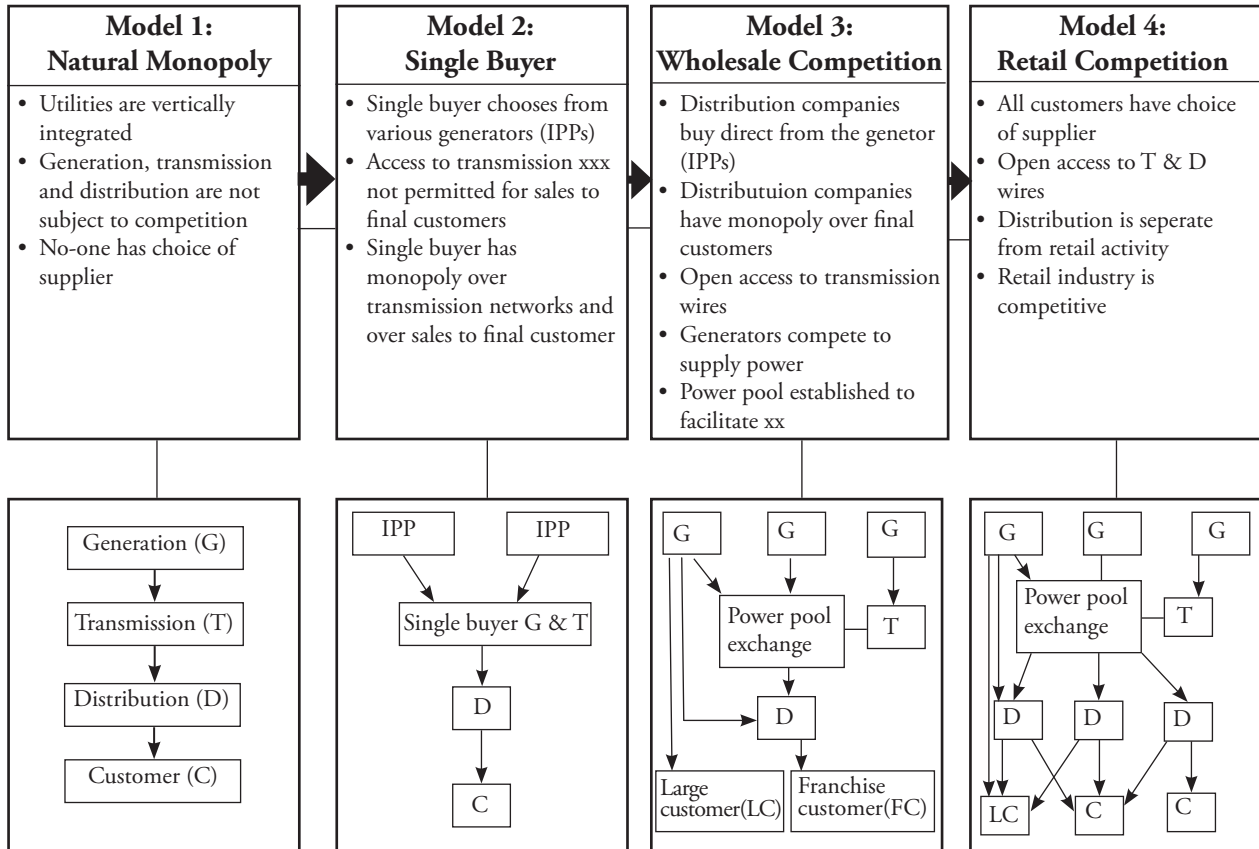 Model 1:
Natural Monopoly
• Utilities are vertically
integrated
• Generation, transmission
and distribution are not
subject to competition
• No-one has choice of
supplier
Model 2:
Single Buyer
• Single buyer chooses from
various generators (IPPs)
• Access to transmission xxx
not permitted for sales to
final customers
• Single buyer has
monopoly over
transmission networks and
over sales to final customer
Model 3:
Wholesale Competition
• Distribution companies
buy direct from the genetor
(IPPs)
• Distributuion companies
have monopoly over final
customers
• Open access to transmission
wires
• Generators compete to
supply power
• Power pool established to
facilitate xx
Model 4:
Retail Competition
• All customers have choice
of supplier
• Open access to T & D
wires
• Distribution is seperate
from retail activity
• Retail industry is
competitive
Generation (G)
Transmission (T)
Distribution (D)
Customer (C)
IPP IPP
Single buyer G & T
D
C
G G G
Power pool
exchange
T
D
Large
customer(LC)
Franchise
customer(FC)
G G G
Power pool
exchange
T
D D D
LC C C